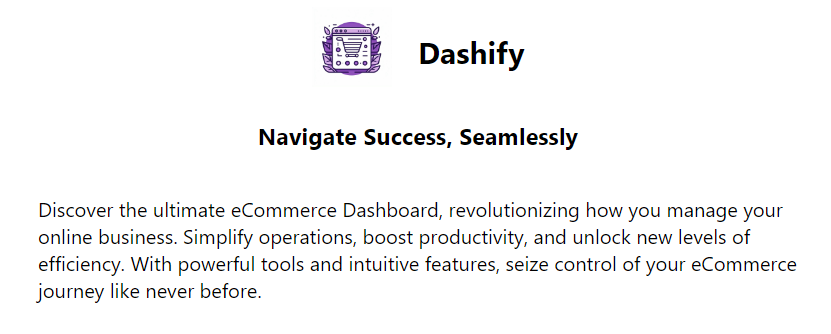 Dashify
Navigate Success, Seamlessly
Discover the ultimate eCommerce Dashboard, revolutionizing how you manage your
online business. Simplify operations, boost productivity, and unlock new levels of
efficiency. With powerful tools and intuitive features, seize control of your eCommerce
journey like never before.